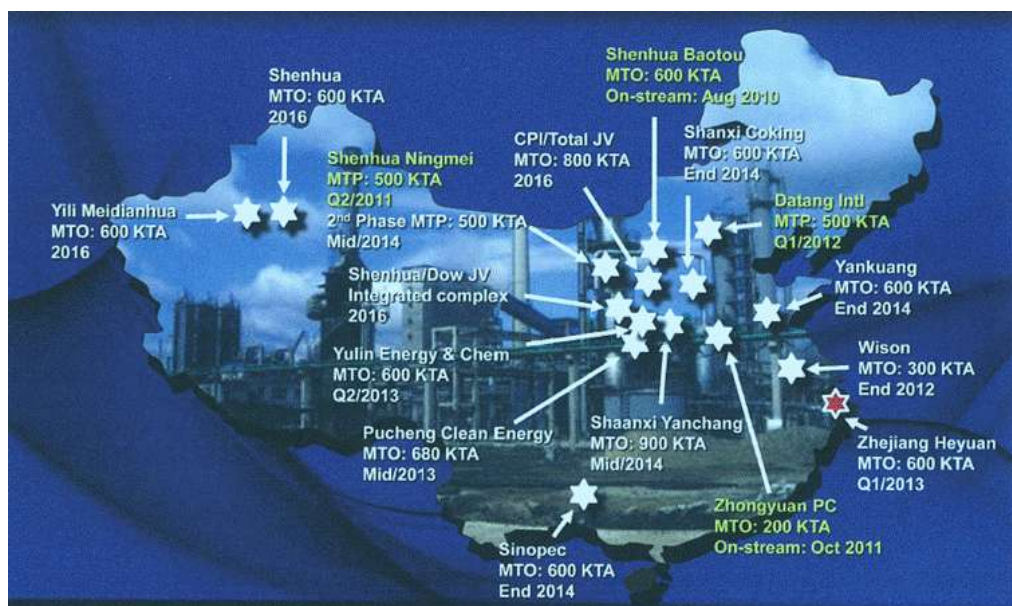 Shenhua
MTO: 600 KTA
2016
Shenhua Baotou
MTO: 600 KTA
On-stream: Aug 2010
CPI/Total JV
MTO: 800 KTA
2016
Shanxi Coking
MTO: 600 KTA
End 2014
Shenhua Ningmei
MTP: 500 KTA
Q2/2011
2nd Phase MTP: 500 KTA
Mid/2014
Datang Intl
MTP: 500 KTA
Q1/2012
Yili Meidianhua
MTO: 600 KTA
2016
Shenhua/Dow JV
Integrated complex
2016
Yankuang
MTO: 600 KTA
End 2014
Yulin Energy & Chem
MTO: 600 KTA
Q2/2013
Wison
MTO: 300 KTA
End 2012
Pucheng Clean Energy
MTO: 680 KTA
Mid/2013
Shaanxi Yanchang
MTO: 900 KTA
Mid/2014
Zhejiang Heyuan
MTO: 600 KTA
Q1/2013
Zhongyuan PC
MTO: 200 KTA
On-stream: Oct 2011
Sinopec
MTO: 600 KTA
End 2014